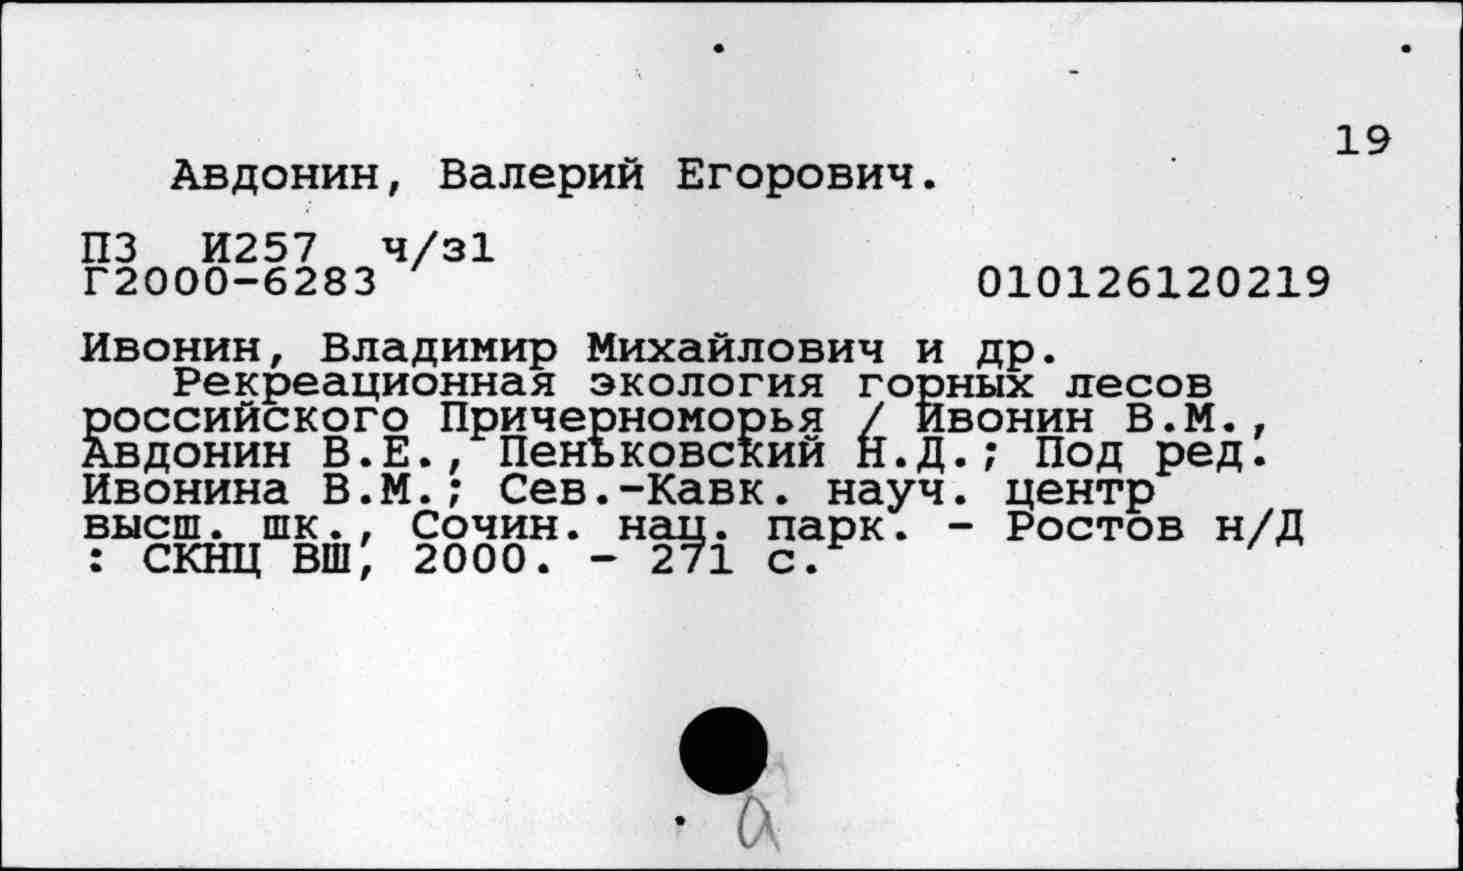 19
Авдонин, Валерий Егорович.
ПЗ И257 ч/з1
Г2000-6283 010126120219
Ивонин, Владимир Михайлович и др.
Рекреационная экология горных лесов
российского Причерноморья / Ивонин В.М.,
Авдонин В.Е., Пеньковский Н.Д.; Под ред.
Ивонина В.М.; Сев.-Кавк. науч. центр
высш. шк., Сочин. нац. парк. - Ростов н/Д
: СКНЦ ВШ, 2000. - 271 с.